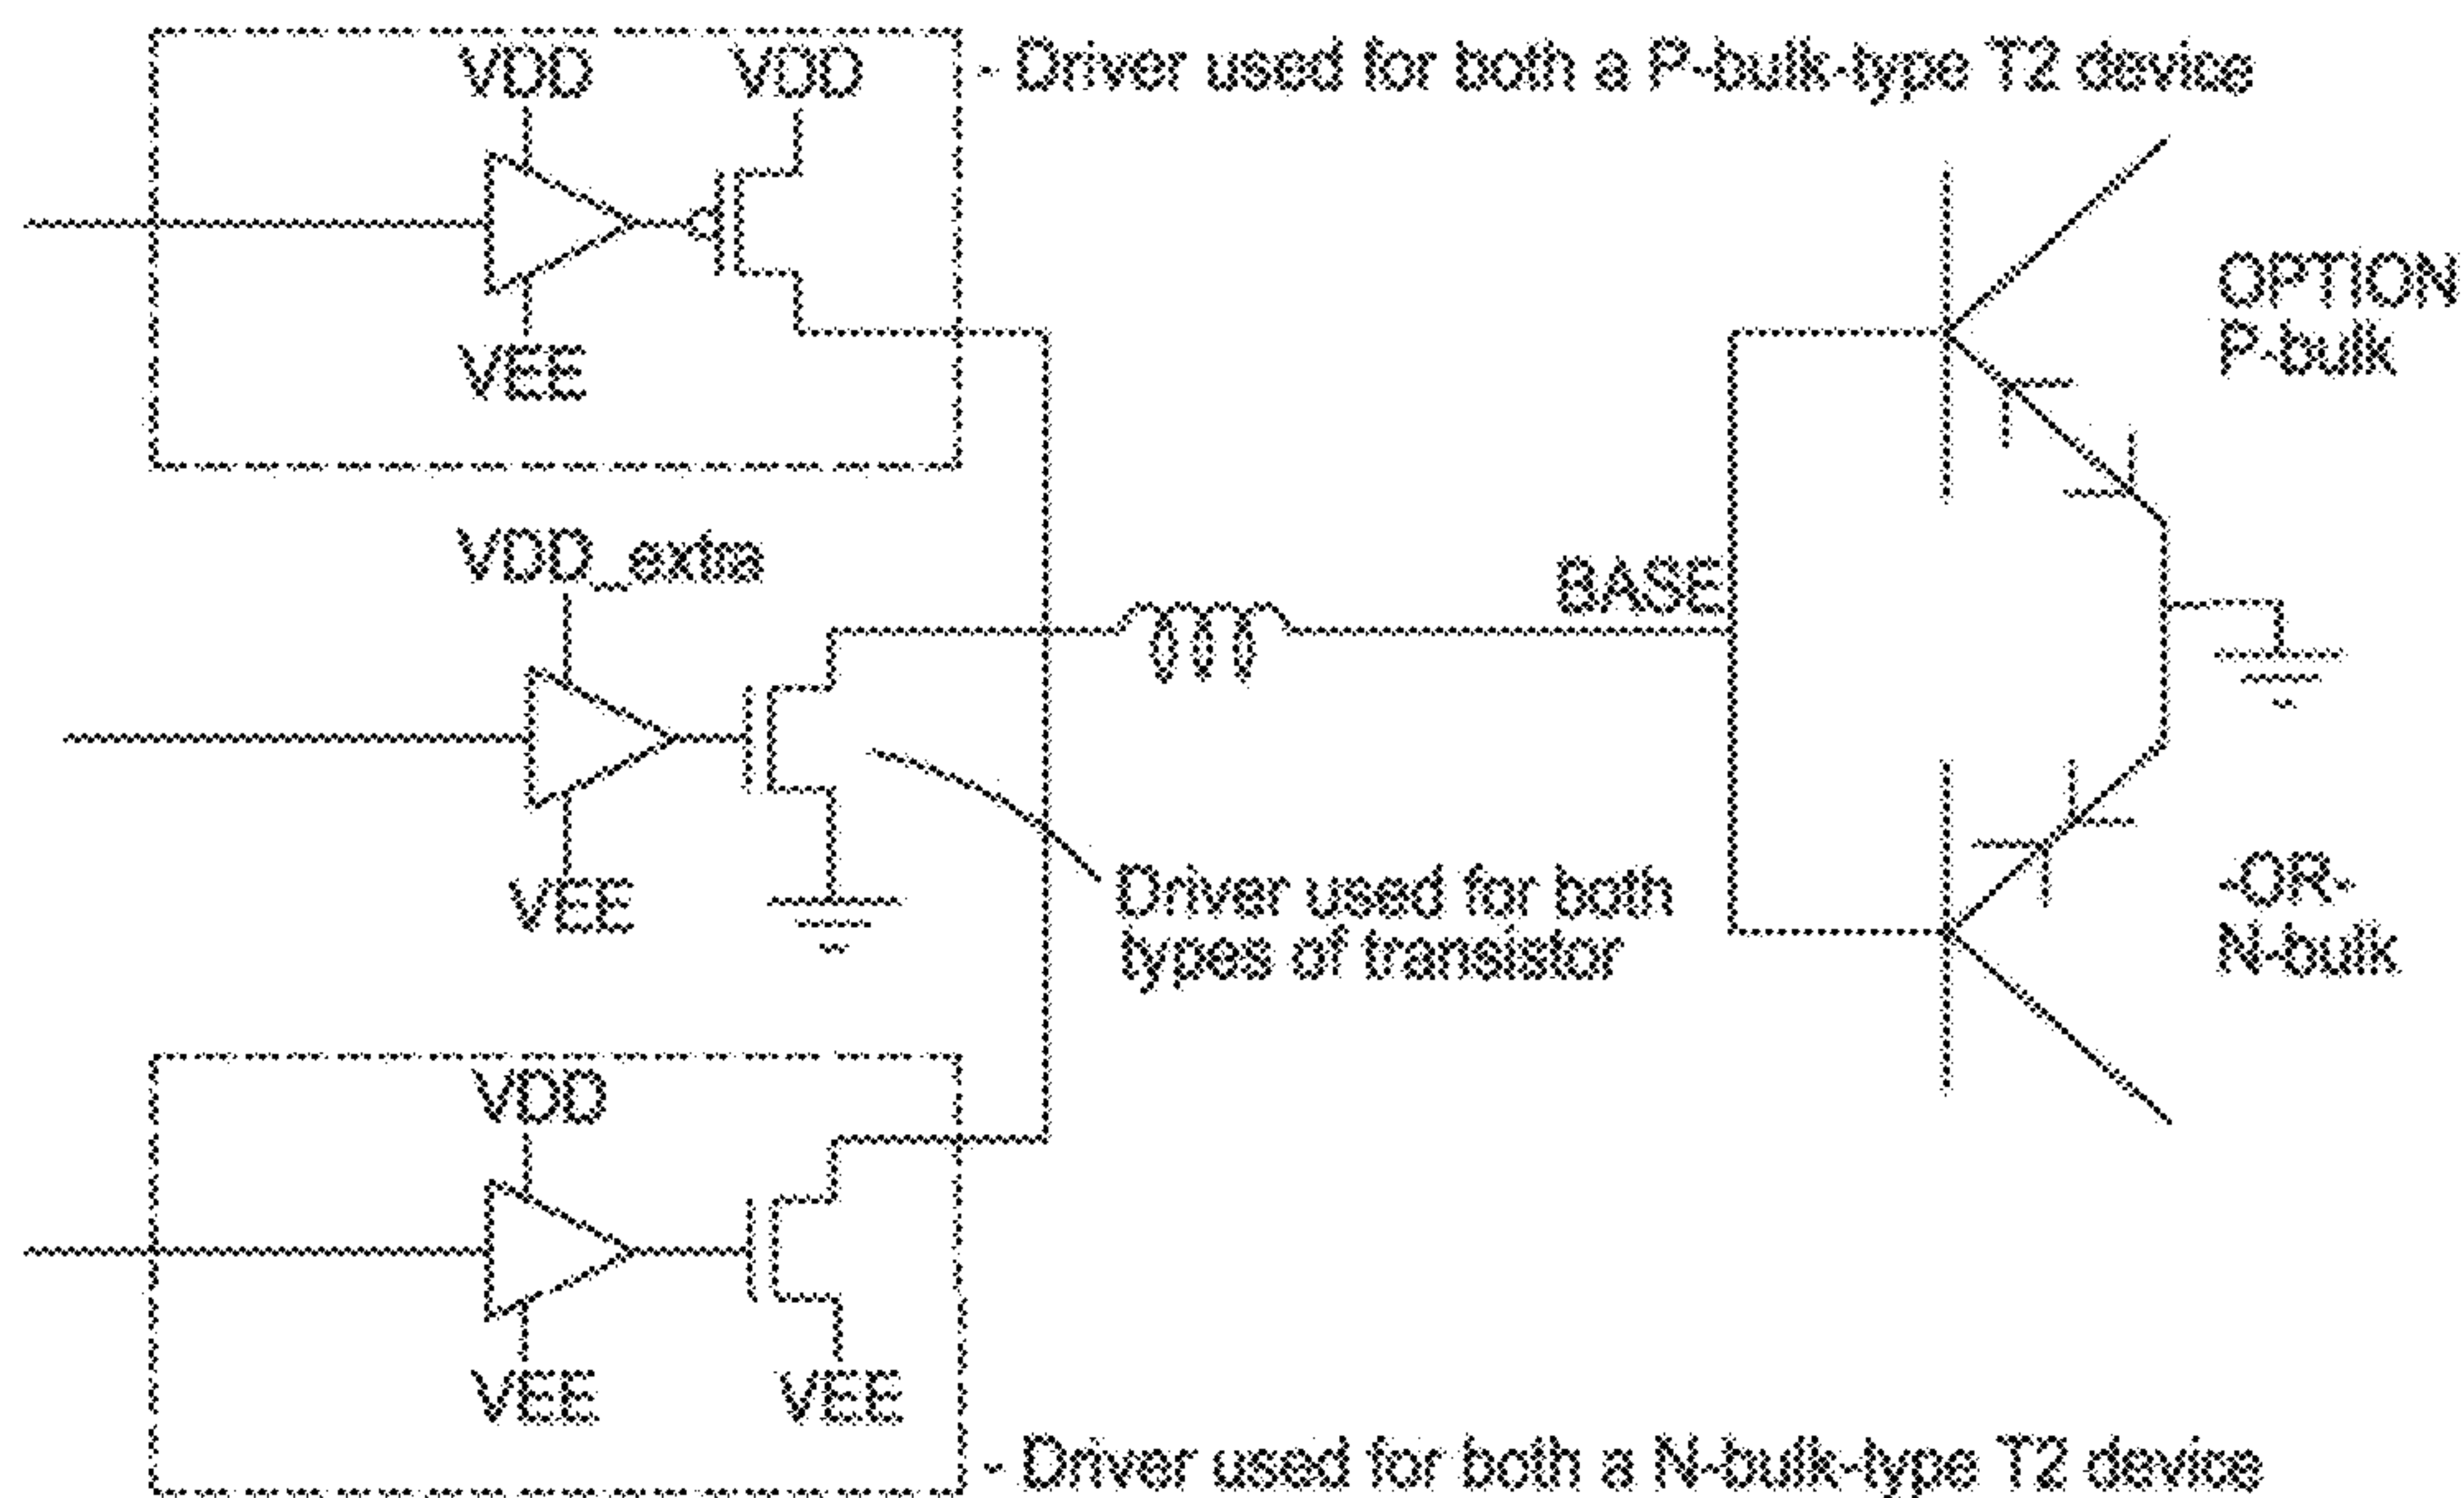 VDD VDD - Driver used for both a P-bulk-type T2 device
OPTION
P-bulk
VEE
VDD_extra
BASE
VEE
Driver used for both
types of transistor
-OR-
N-bulk
VDD
VEE VEE
- Driver used for both a N-bulk-type T2 device